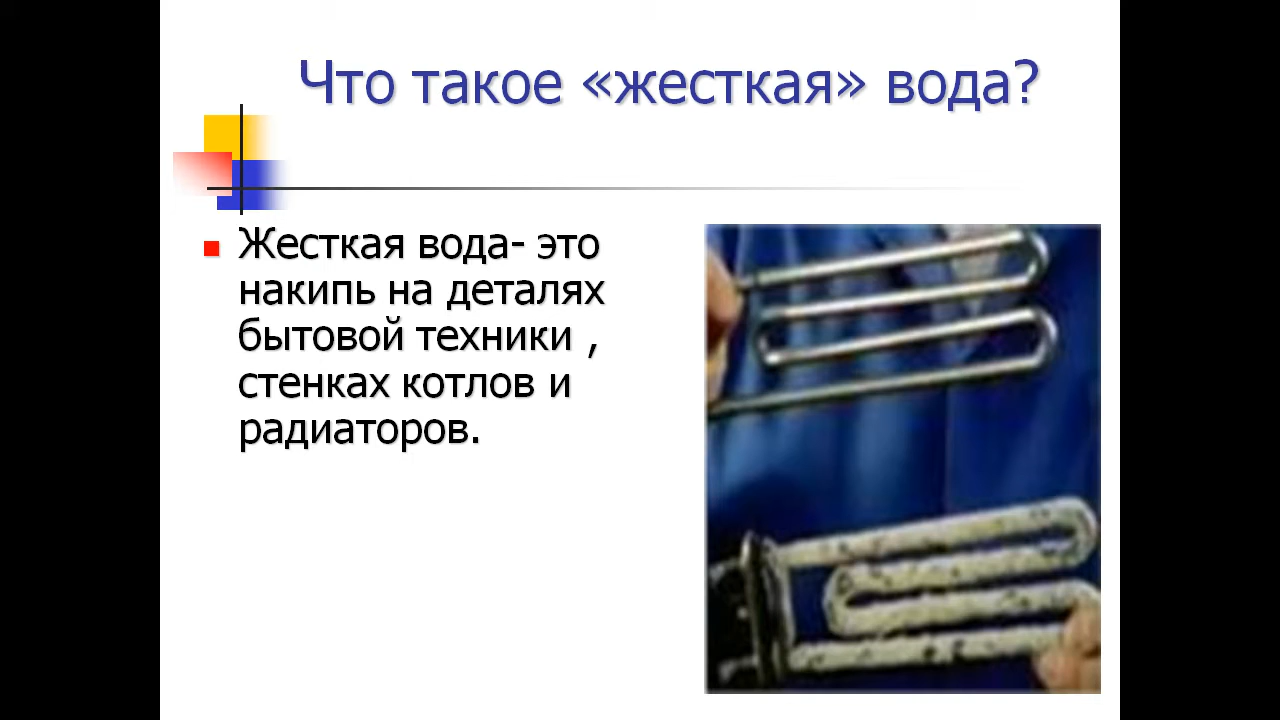 Что такое «жесткая» вода?
Жесткая вода- это
накипь на деталях
бытовой техники ,
стенках котлов и
радиаторов.